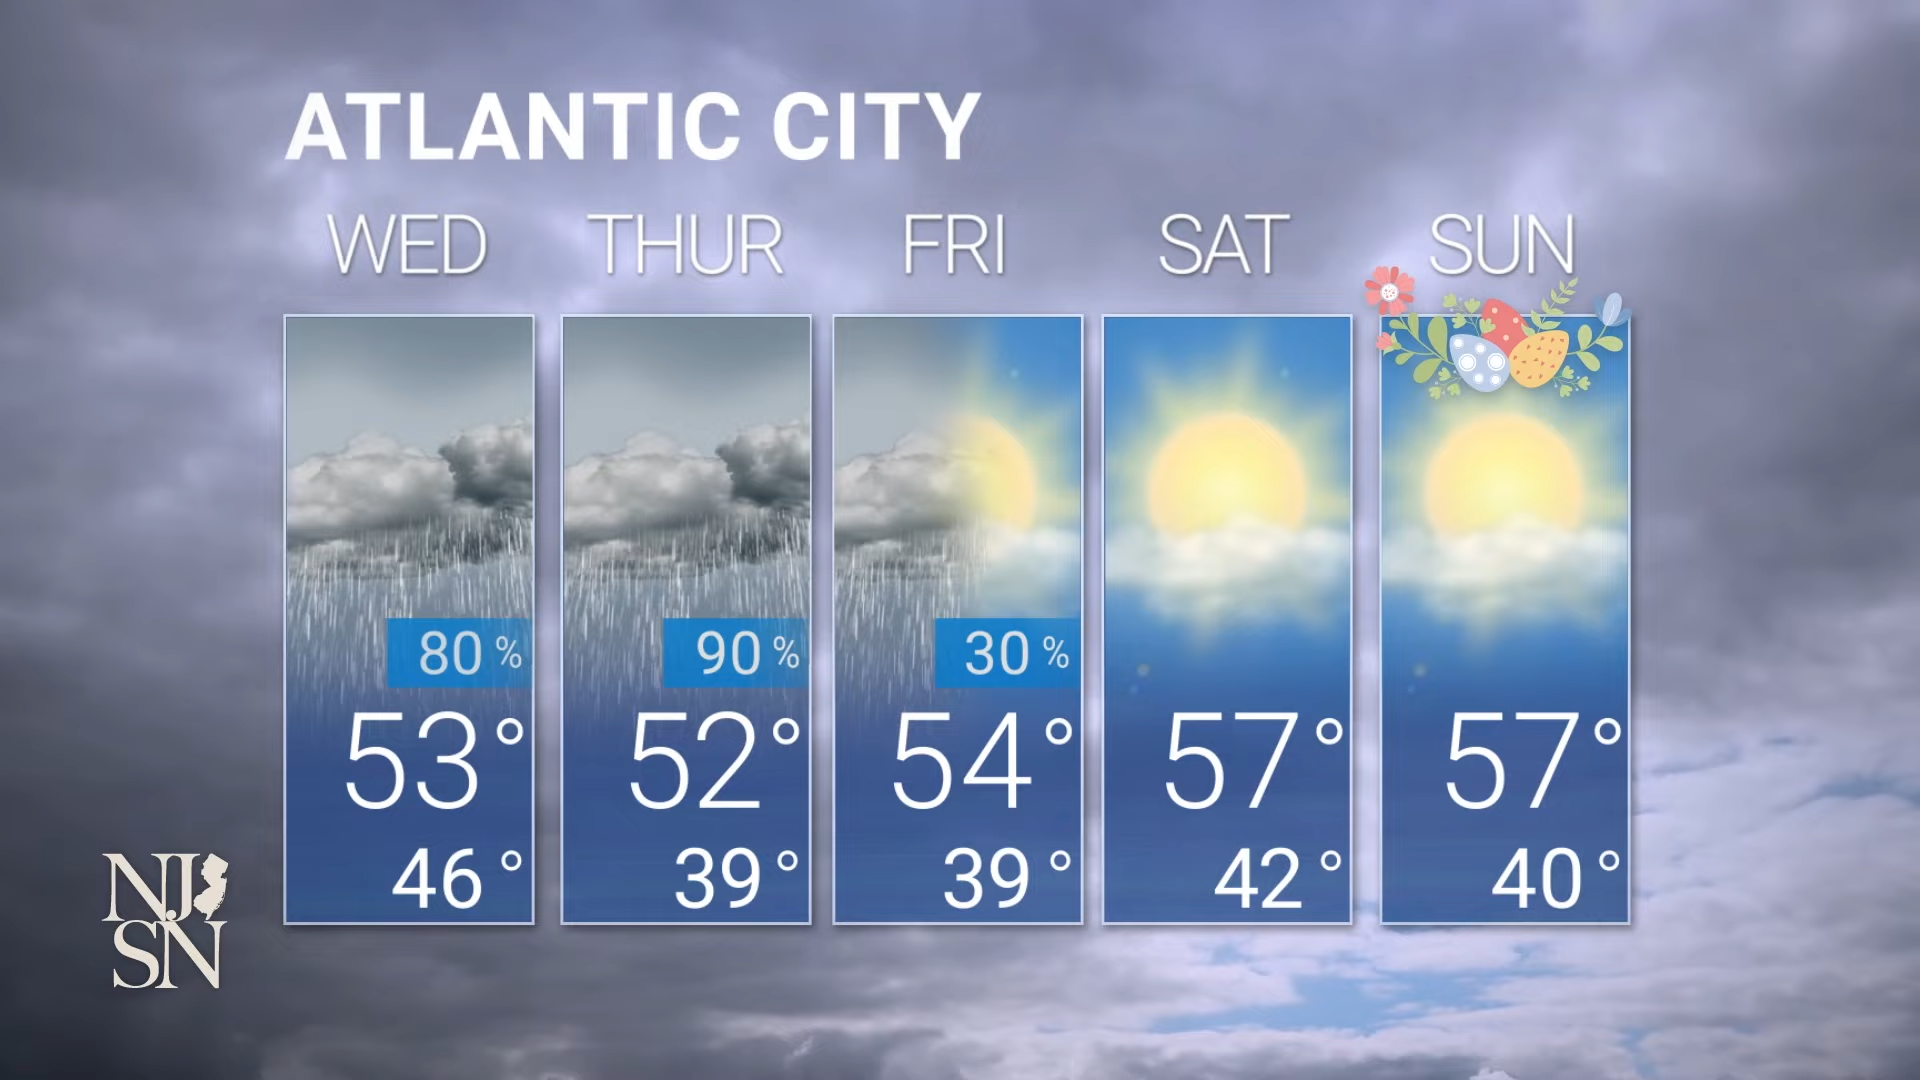 ATLANTIC CITY
WED THUR FRI SAT SUN
80 % 90 % 30 %
53° 52° 54° 57° 57°
46° 39° 39° 42° 40°
NJ
SN